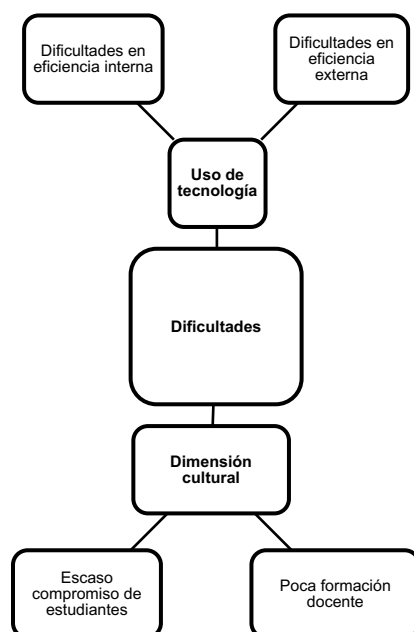 Dificultades en
eficiencia interna
Dificultades en
eficiencia
externa
Uso de
tecnología
Dificultades
Dimensión
cultural
Escaso
compromiso de
estudiantes
Poca formación
docente